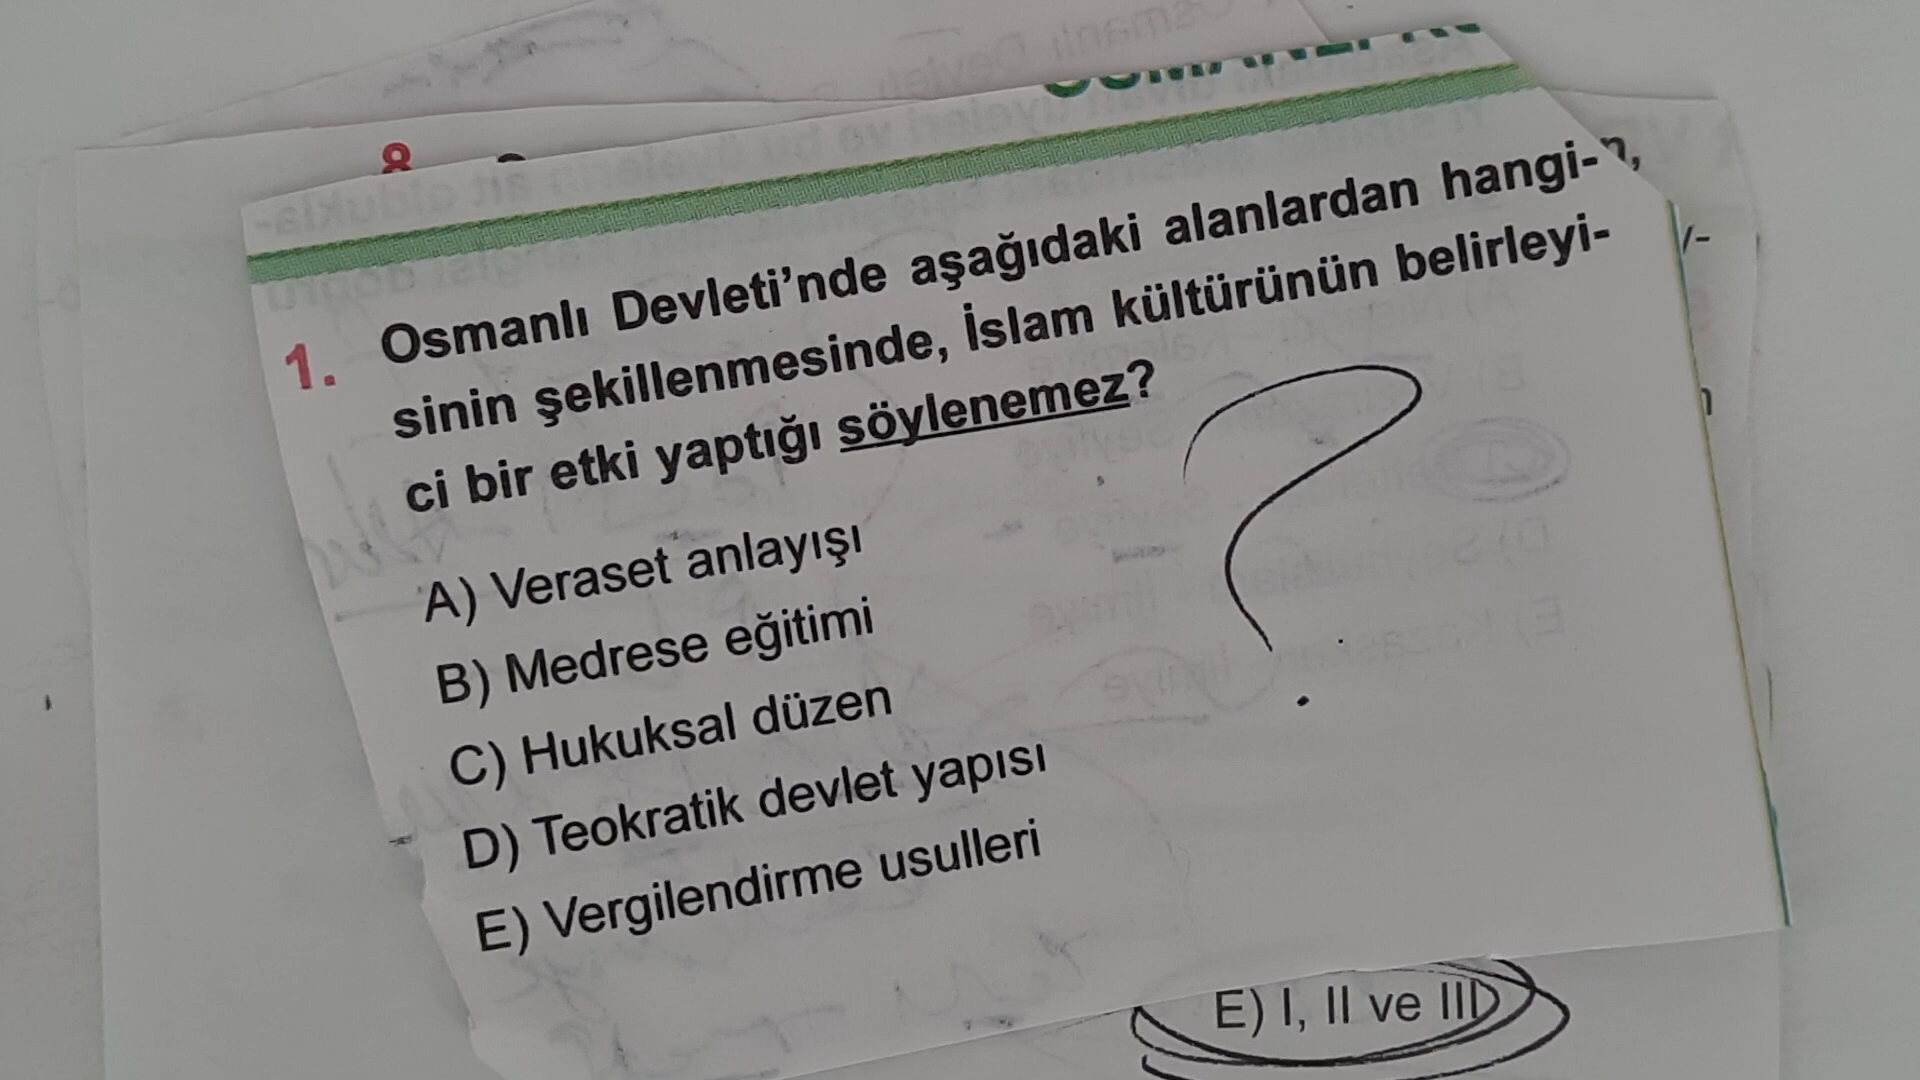 8
1. Osmanlı Devleti’nde aşağıdaki alanlardan hangi-
sinin şekillenmesinde, İslam kültürünün belirleyi-
ci bir etki yaptığı söylenemez?
A) Veraset anlayışı
B) Medrese eğitimi
C) Hukuksal düzen
D) Teokratik devlet yapısı
E) Vergilendirme usulleri
?
E) I, II ve III